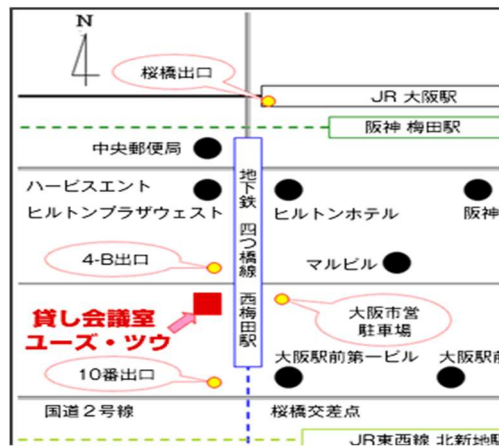 N
桜橋出口
JR 大阪駅
阪神 梅田駅
中央郵便局
ハービスエント
ヒルトンプラザウェスト
地下鉄 四つ橋線 西梅田駅
ヒルトンホテル
阪神
4-B出口
マルビル
貸し会議室
ユーズ・ツウ
大阪市営
駐車場
10番出口
大阪駅前第一ビル
大阪駅前
国道2号線
桜橋交差点
JR東西線 北新地駅